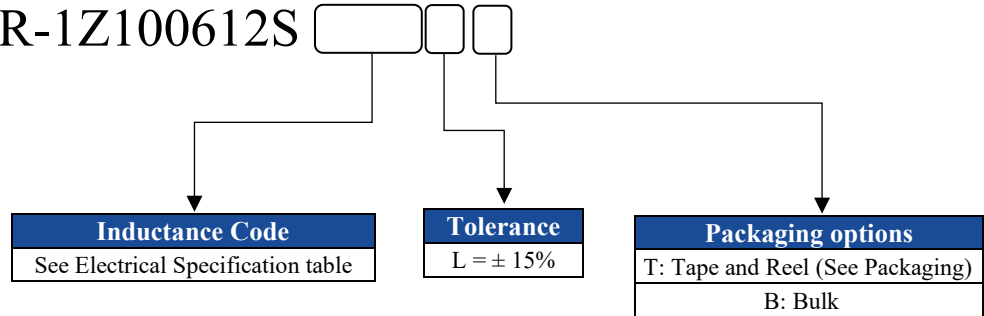 R-1Z100612S
Inductance Code
See Electrical Specification table
Tolerance
L = ± 15%
Packaging options
T: Tape and Reel (See Packaging)
B: Bulk